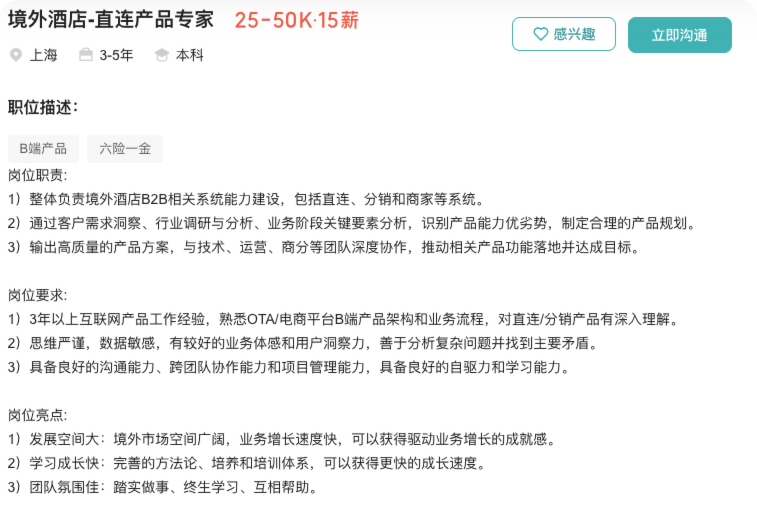 境外酒店-直连产品专家 25-50K·15薪
感兴趣 立即沟通
上海 3-5年 本科
职位描述：
B端产品 六险一金
岗位职责:
1）整体负责境外酒店B2B相关系统能力建设，包括直连、分销和商家等系统。
2）通过客户需求洞察、行业调研与分析、业务阶段关键要素分析，识别产品能力优劣势，制定合理的产品规划。
3）输出高质量的产品方案，与技术、运营、商分等团队深度协作，推动相关产品功能落地并达成目标。
岗位要求:
1）3年以上互联网产品工作经验，熟悉OTA/电商平台B端产品架构和业务流程，对直连/分销产品有深入理解。
2）思维严谨，数据敏感，有较好的业务体感和用户洞察力，善于分析复杂问题并找到主要矛盾。
3）具备良好的沟通能力、跨团队协作能力和项目管理能力，具备良好的自驱力和学习能力。
岗位亮点:
1）发展空间大：境外市场空间广阔，业务增长速度快，可以获得驱动业务增长的成就感。
2）学习成长快：完善的方法论、培养和培训体系，可以获得更快的成长速度。
3）团队氛围佳：踏实做事、终生学习、互相帮助。